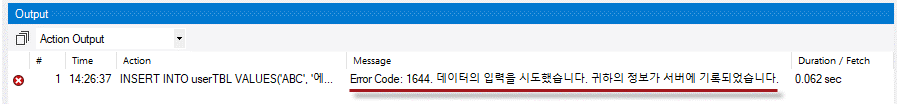 Output
Action Output
# Time Action Message Duration / Fetch
1 14:26:37 INSERT INTO userTBL VALUES('ABC', '에... Error Code: 1644. 데이터의 입력을 시도했습니다. 귀하의 정보가 서버에 기록되었습니다. 0.062 sec